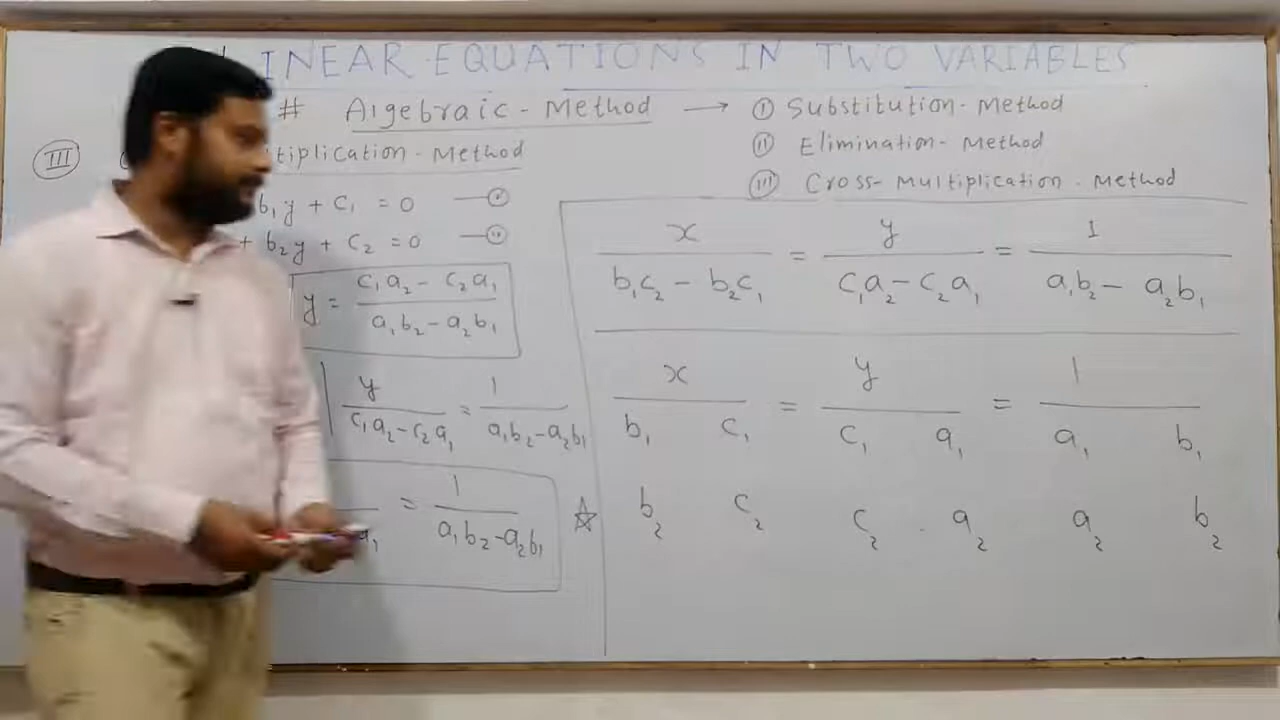 INEAR EQUATIONS IN TWO VARIABLES
# Algebraic - Method → (I) Substitution - Method
(II) Elimination - Method
(III) Cross - Multiplication - Method
(III) tiplication - Method
b₁y + c₁ = 0 —(i)
+ b₂y + c₂ = 0 —(ii)
y = (c₁a₂ - c₂a₁)/(a₁b₂ - a₂b₁)
y/(c₁a₂ - c₂a₁) = 1/(a₁b₂ - a₂b₁)
a₁ = 1/(a₁b₂ - a₂b₁) ☆
x/(b₁c₂ - b₂c₁) = y/(c₁a₂ - c₂a₁) = 1/(a₁b₂ - a₂b₁)
x = y = 1
b₁ c₁ c₁ a₁ a₁ b₁
b₂ c₂ c₂ a₂ a₂ b₂